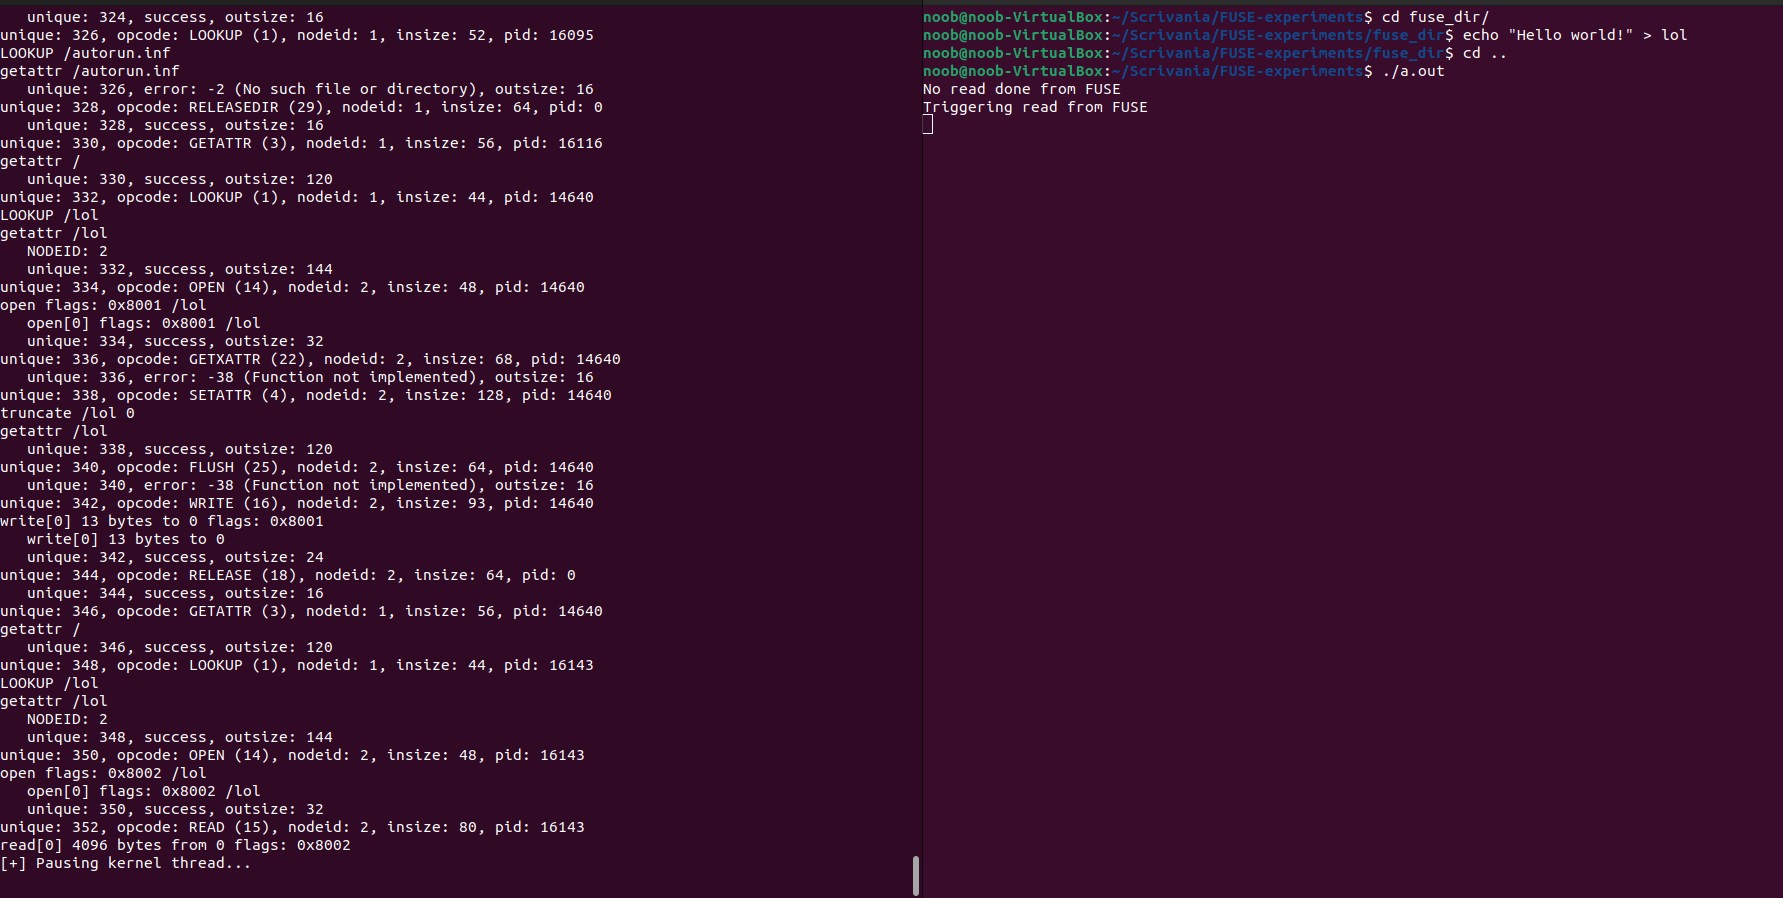 unique: 324, success, outsize: 16
unique: 326, opcode: LOOKUP (1), nodeid: 1, insize: 52, pid: 16095
LOOKUP /autorun.inf
getattr /autorun.inf
   unique: 326, error: -2 (No such file or directory), outsize: 16
unique: 328, opcode: RELEASEDIR (29), nodeid: 1, insize: 64, pid: 0
   unique: 328, success, outsize: 16
unique: 330, opcode: GETATTR (3), nodeid: 1, insize: 56, pid: 16116
getattr /
   unique: 330, success, outsize: 120
unique: 332, opcode: LOOKUP (1), nodeid: 1, insize: 44, pid: 14640
LOOKUP /lol
getattr /lol
   NODEID: 2
   unique: 332, success, outsize: 144
unique: 334, opcode: OPEN (14), nodeid: 2, insize: 48, pid: 14640
open flags: 0x8001 /lol
   open[0] flags: 0x8001 /lol
   unique: 334, success, outsize: 32
unique: 336, opcode: GETXATTR (22), nodeid: 2, insize: 68, pid: 14640
   unique: 336, error: -38 (Function not implemented), outsize: 16
unique: 338, opcode: SETATTR (4), nodeid: 2, insize: 128, pid: 14640
truncate /lol 0
getattr /lol
   unique: 338, success, outsize: 120
unique: 340, opcode: FLUSH (25), nodeid: 2, insize: 64, pid: 14640
   unique: 340, error: -38 (Function not implemented), outsize: 16
unique: 342, opcode: WRITE (16), nodeid: 2, insize: 93, pid: 14640
write[0] 13 bytes to 0 flags: 0x8001
   write[0] 13 bytes to 0
   unique: 342, success, outsize: 24
unique: 344, opcode: RELEASE (18), nodeid: 2, insize: 64, pid: 0
   unique: 344, success, outsize: 16
unique: 346, opcode: GETATTR (3), nodeid: 1, insize: 56, pid: 14640
getattr /
   unique: 346, success, outsize: 120
unique: 348, opcode: LOOKUP (1), nodeid: 1, insize: 44, pid: 16143
LOOKUP /lol
getattr /lol
   NODEID: 2
   unique: 348, success, outsize: 144
unique: 350, opcode: OPEN (14), nodeid: 2, insize: 48, pid: 16143
open flags: 0x8002 /lol
   open[0] flags: 0x8002 /lol
   unique: 350, success, outsize: 32
unique: 352, opcode: READ (15), nodeid: 2, insize: 80, pid: 16143
read[0] 4096 bytes from 0 flags: 0x8002
[+] Pausing kernel thread...
noob@noob-VirtualBox:~/Scrivania/FUSE-experiments$ cd fuse_dir/
noob@noob-VirtualBox:~/Scrivania/FUSE-experiments/fuse_dir$ echo "Hello world!" > lol
noob@noob-VirtualBox:~/Scrivania/FUSE-experiments/fuse_dir$ cd ..
noob@noob-VirtualBox:~/Scrivania/FUSE-experiments$ ./a.out
No read done from FUSE
Triggering read from FUSE